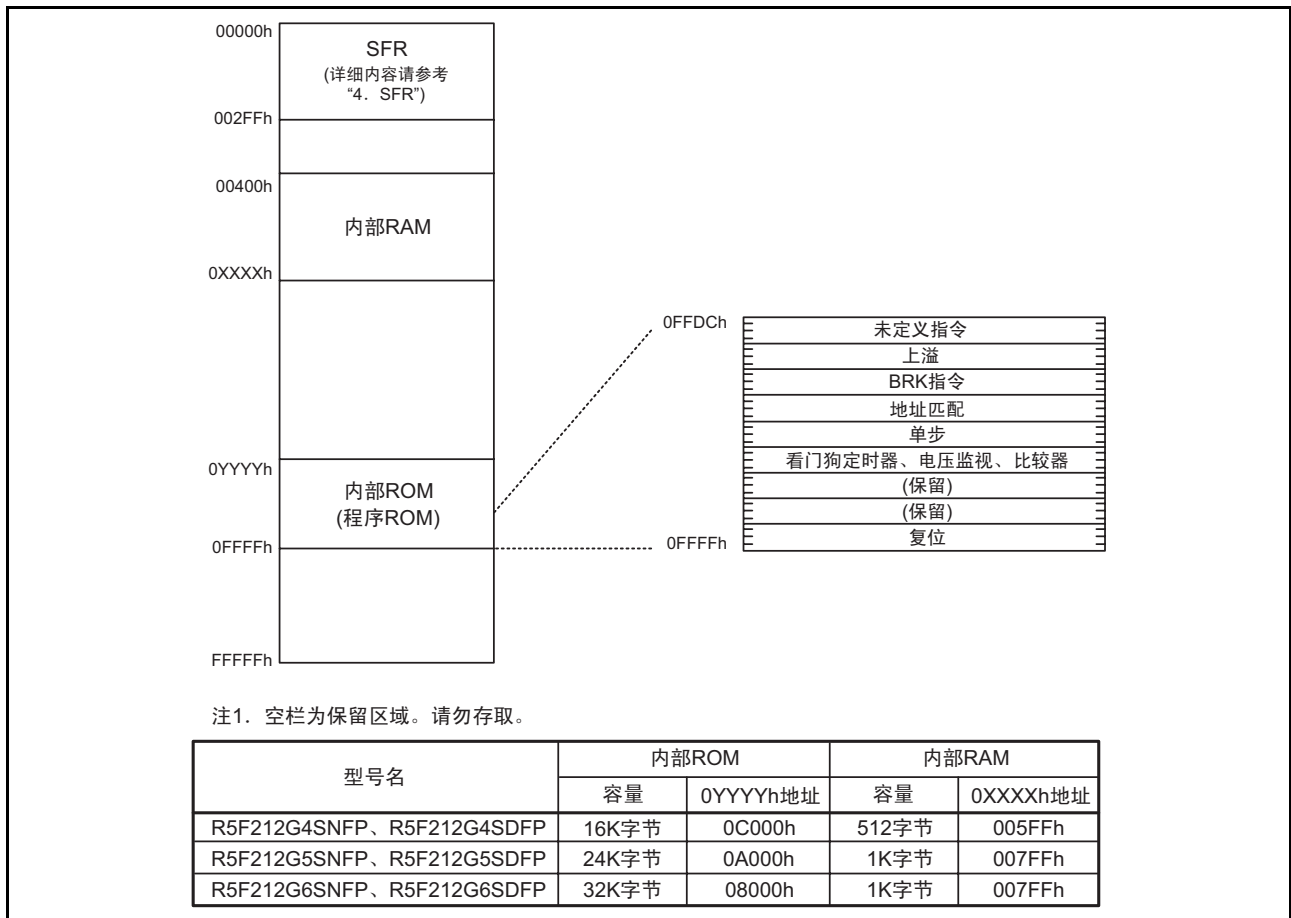 00000h
SFR
(详细内容请参考
“4．SFR”)
002FFh
00400h
内部RAM
0XXXXh
0YYYYh
内部ROM
(程序ROM)
0FFFFh
FFFFFh
0FFDCh
未定义指令
上溢
BRK指令
地址匹配
单步
看门狗定时器、电压监视、比较器
(保留)
(保留)
0FFFFh
复位
注1．空栏为保留区域。请勿存取。
型号名 内部ROM 内部RAM
容量 0YYYYh地址 容量 0XXXXh地址
R5F212G4SNFP、R5F212G4SDFP 16K字节 0C000h 512字节 005FFh
R5F212G5SNFP、R5F212G5SDFP 24K字节 0A000h 1K字节 007FFh
R5F212G6SNFP、R5F212G6SDFP 32K字节 08000h 1K字节 007FFh